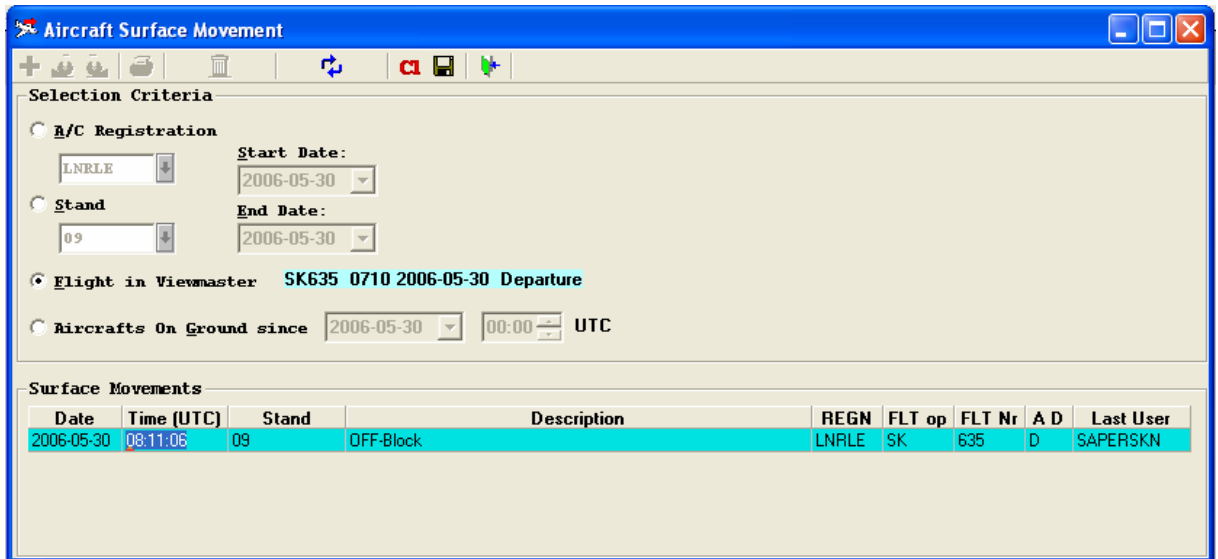 Aircraft Surface Movement
C1
Selection Criteria
A/C Registration
LNRLE
Start Date:
2006-05-30
Stand
09
End Date:
2006-05-30
Flight in Viewmaster SK635 0710 2006-05-30 Departure
Aircrafts On Ground since 2006-05-30 00:00 UTC
Surface Movements
Date Time (UTC) Stand Description REGN FLT op FLT Nr A D Last User
2006-05-30 08:11:06 09 OFF-Block LNRLE SK 635 D SAPERSKN